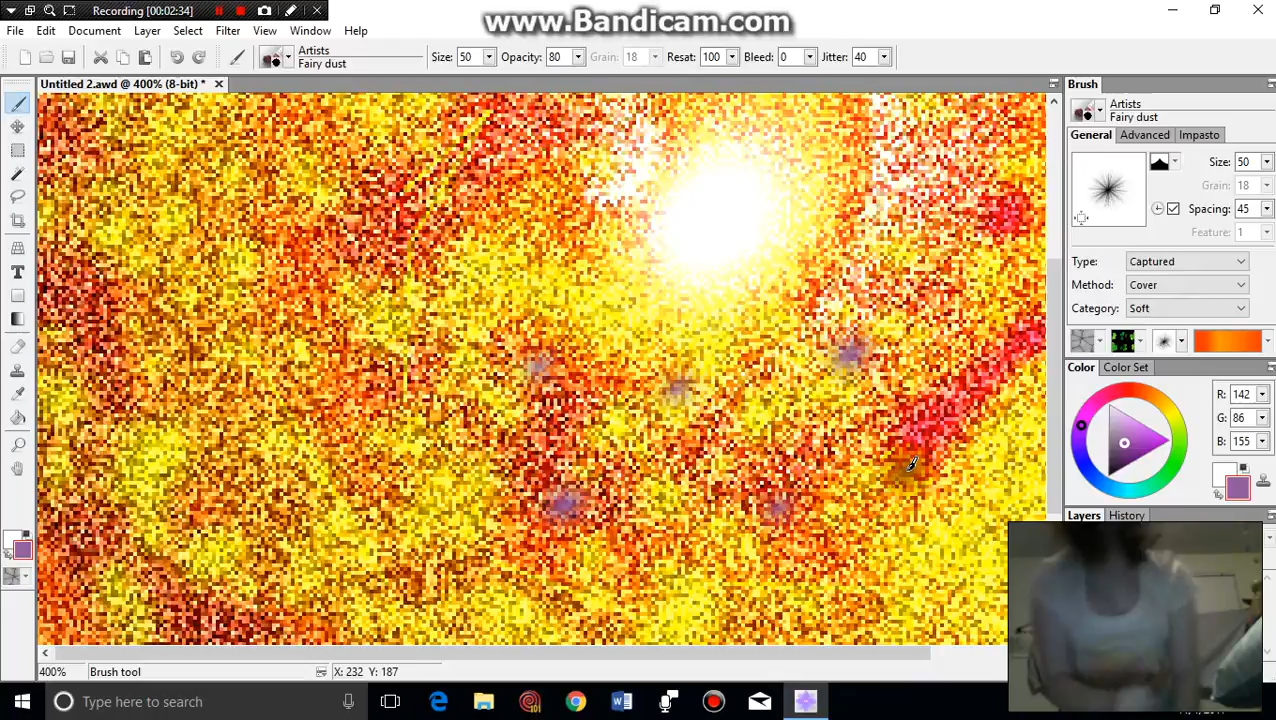 Recording [00:02:34]
www.Bandicam.com
File Edit Document Layer Select Filter View Window Help
Artists
Fairy dust
Size: 50 Opacity: 80 Grain: 18 Resat: 100 Bleed: 0 Jitter: 40
Untitled 2.awd @ 400% (8-bit) *
Brush
Artists
Fairy dust
General Advanced Impasto
Size: 50
Grain: 18
Spacing: 45
Feature: 1
Type: Captured
Method: Cover
Category: Soft
Color Color Set
R: 142
G: 86
B: 155
Layers History
400% Brush tool X: 232 Y: 187
Type here to search